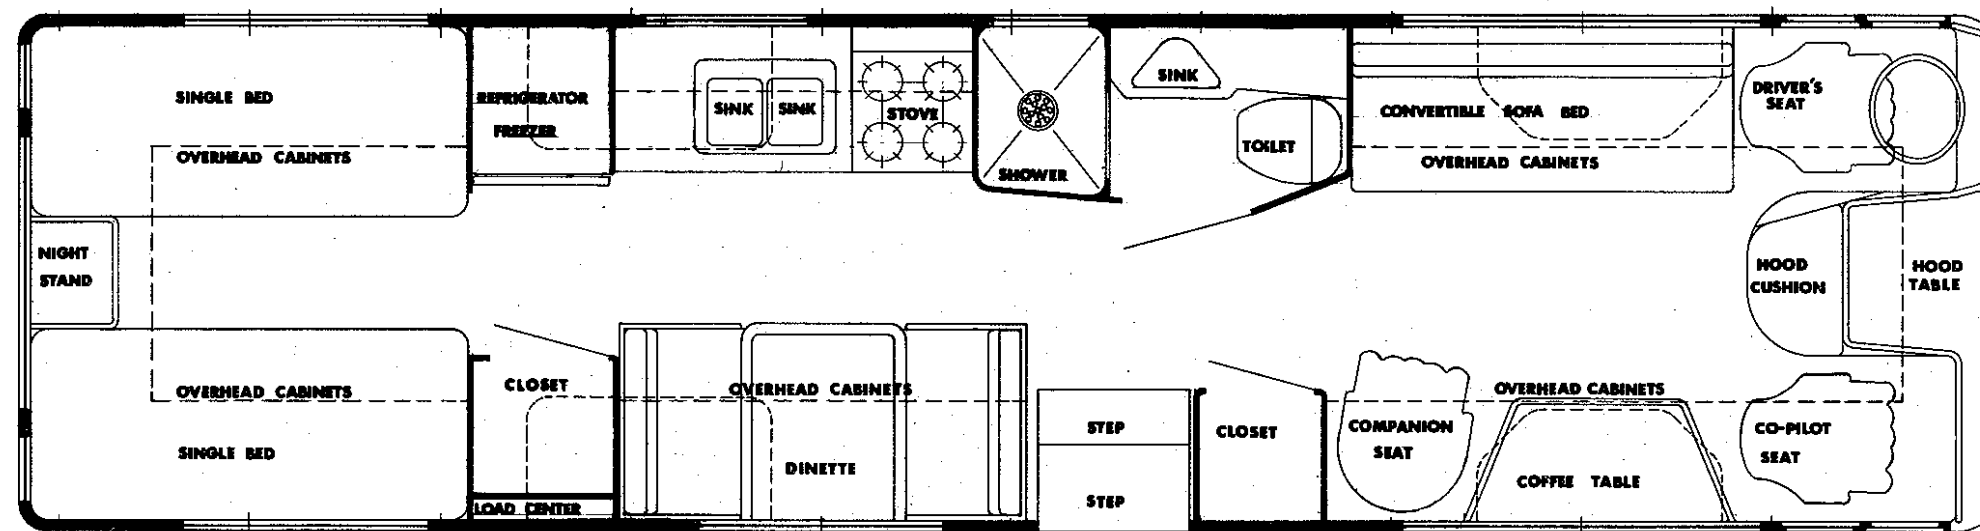 SINGLE BED
OVERHEAD CABINETS
REFRIGERATOR
FREEZER
SINK
SINK
STOVE
SHOWER
SINK
TOILET
CONVERTIBLE SOFA BED
OVERHEAD CABINETS
DRIVER'S
SEAT
NIGHT
STAND
HOOD
CUSHION
HOOD
TABLE
OVERHEAD CABINETS
SINGLE BED
CLOSET
LOAD CENTER
OVERHEAD CABINETS
DINETTE
STEP
STEP
CLOSET
COMPANION
SEAT
OVERHEAD CABINETS
COFFEE TABLE
CO-PILOT
SEAT